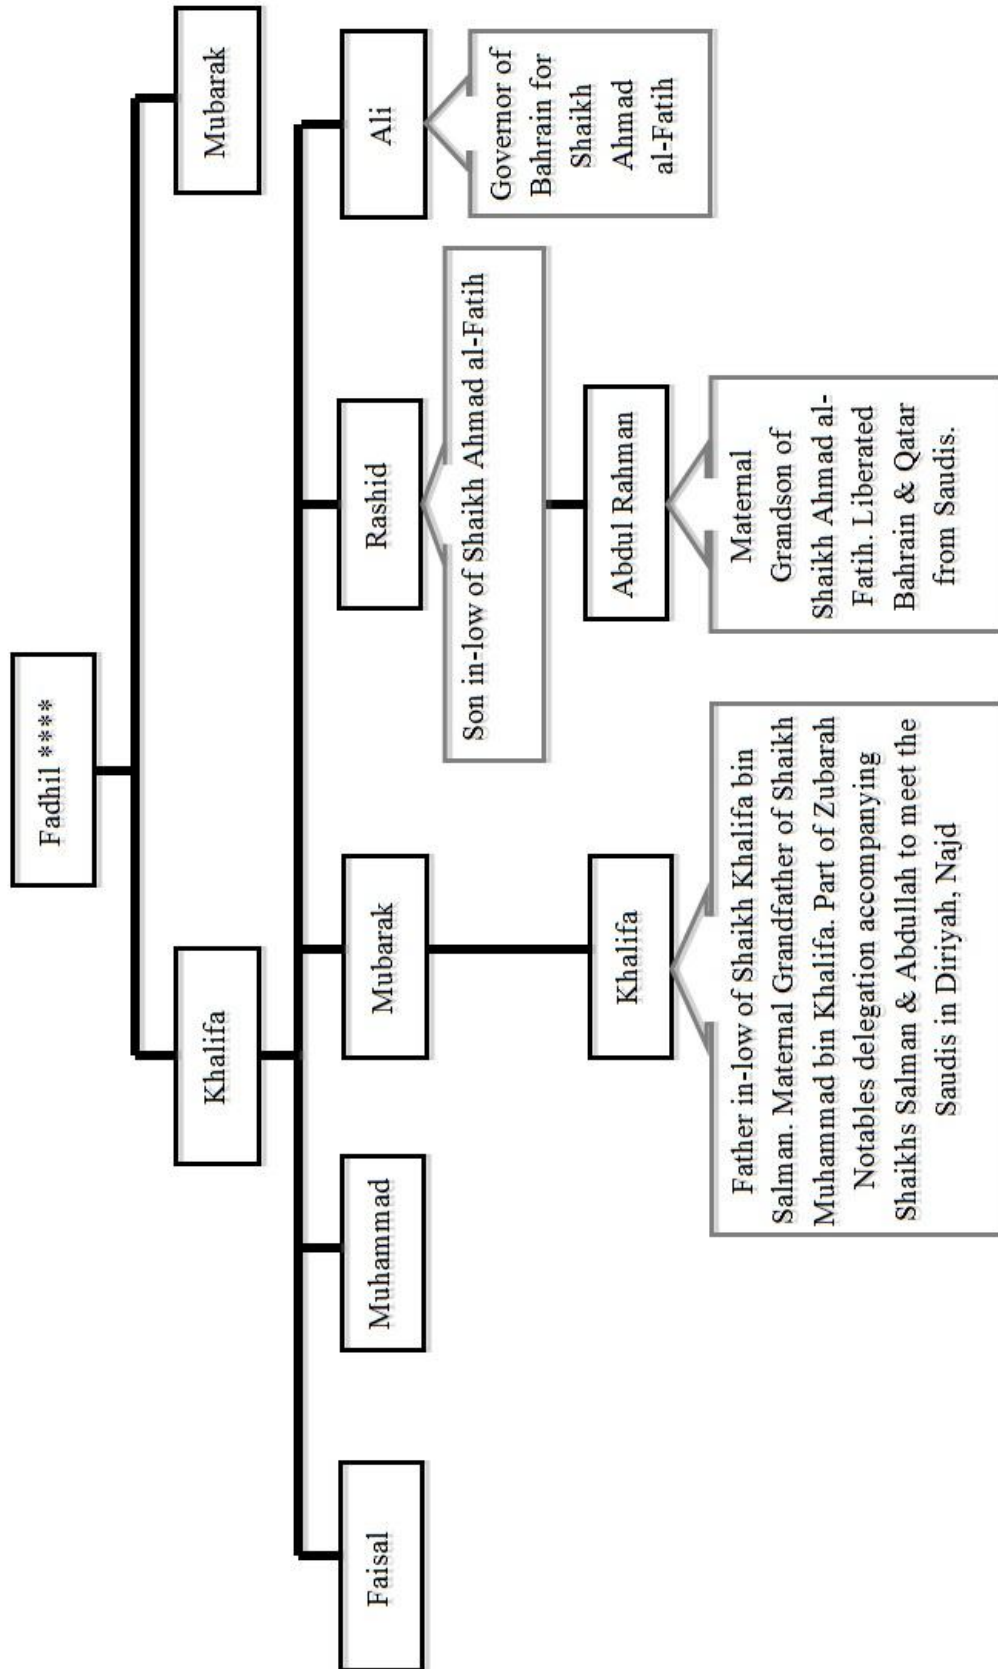 Fadhil ****
Khalifa
Mubarak
Faisal
Muhammad
Mubarak
Rashid
Ali
Son in-low of Shaikh Ahmad al-Fatih
Governor of
Bahrain for
Shaikh
Ahmad
al-Fatih
Khalifa
Abdul Rahman
Father in-low of Shaikh Khalifa bin
Salman. Maternal Grandfather of Shaikh
Muhammad bin Khalifa. Part of Zubarah
Notables delegation accompanying
Shaikhs Salman & Abdullah to meet the
Saudis in Diriyah, Najd
Maternal
Grandson of
Shaikh Ahmad al-
Fatih. Liberated
Bahrain & Qatar
from Saudis.